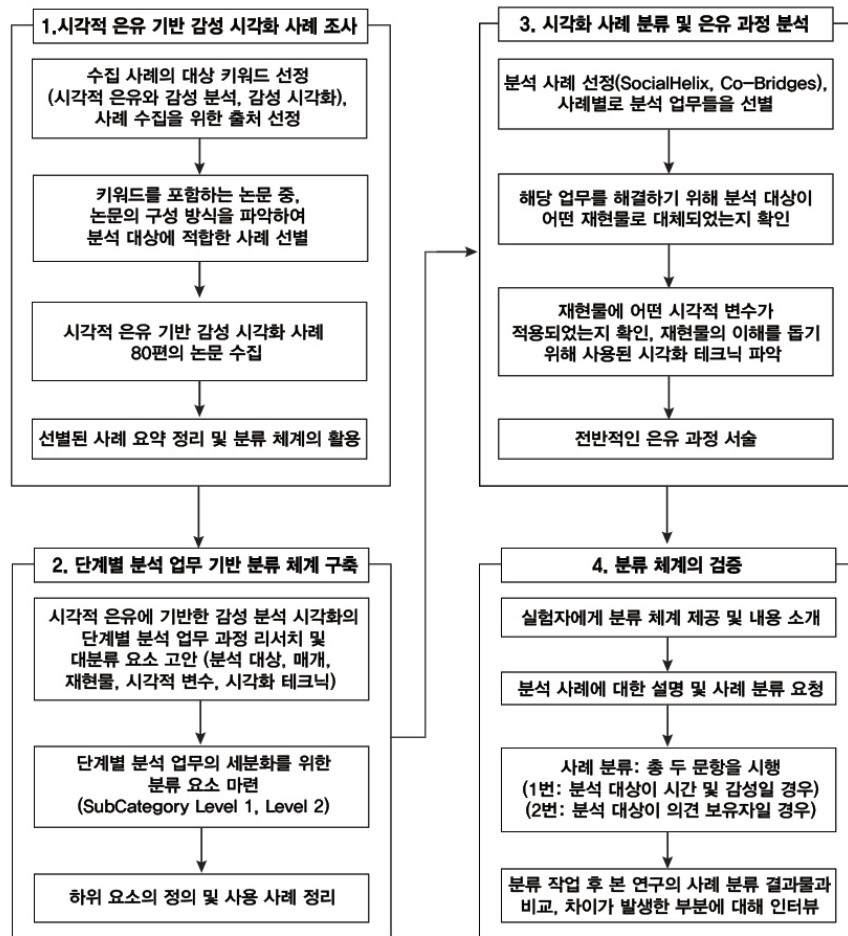 1.시각적 은유 기반 감성 시각화 사례 조사
수집 사례의 대상 키워드 선정
(시각적 은유와 감성 분석, 감성 시각화),
사례 수집을 위한 출처 선정
키워드를 포함하는 논문 중,
논문의 구성 방식을 파악하여
분석 대상에 적합한 사례 선별
시각적 은유 기반 감성 시각화 사례
80편의 논문 수집
선별된 사례 요약 정리 및 분류 체계의 활용
2. 단계별 분석 업무 기반 분류 체계 구축
시각적 은유에 기반한 감성 분석 시각화의
단계별 분석 업무 과정 리서치 및
대분류 요소 고안 (분석 대상, 매개,
재현물, 시각적 변수, 시각화 테크닉)
단계별 분석 업무의 세분화를 위한
분류 요소 마련
(SubCategory Level 1, Level 2)
하위 요소의 정의 및 사용 사례 정리
3. 시각화 사례 분류 및 은유 과정 분석
분석 사례 선정(SocialHelix, Co-Bridges),
사례별로 분석 업무들을 선별
해당 업무를 해결하기 위해 분석 대상이
어떤 재현물로 대체되었는지 확인
재현물에 어떤 시각적 변수가
적용되었는지 확인, 재현물의 이해를 돕기
위해 사용된 시각화 테크닉 파악
전반적인 은유 과정 서술
4. 분류 체계의 검증
실험자에게 분류 체계 제공 및 내용 소개
분석 사례에 대한 설명 및 사례 분류 요청
사례 분류: 총 두 문항을 시행
(1번: 분석 대상이 시간 및 감성일 경우)
(2번: 분석 대상이 의견 보유자일 경우)
분류 작업 후 본 연구의 사례 분류 결과물과
비교, 차이가 발생한 부분에 대해 인터뷰